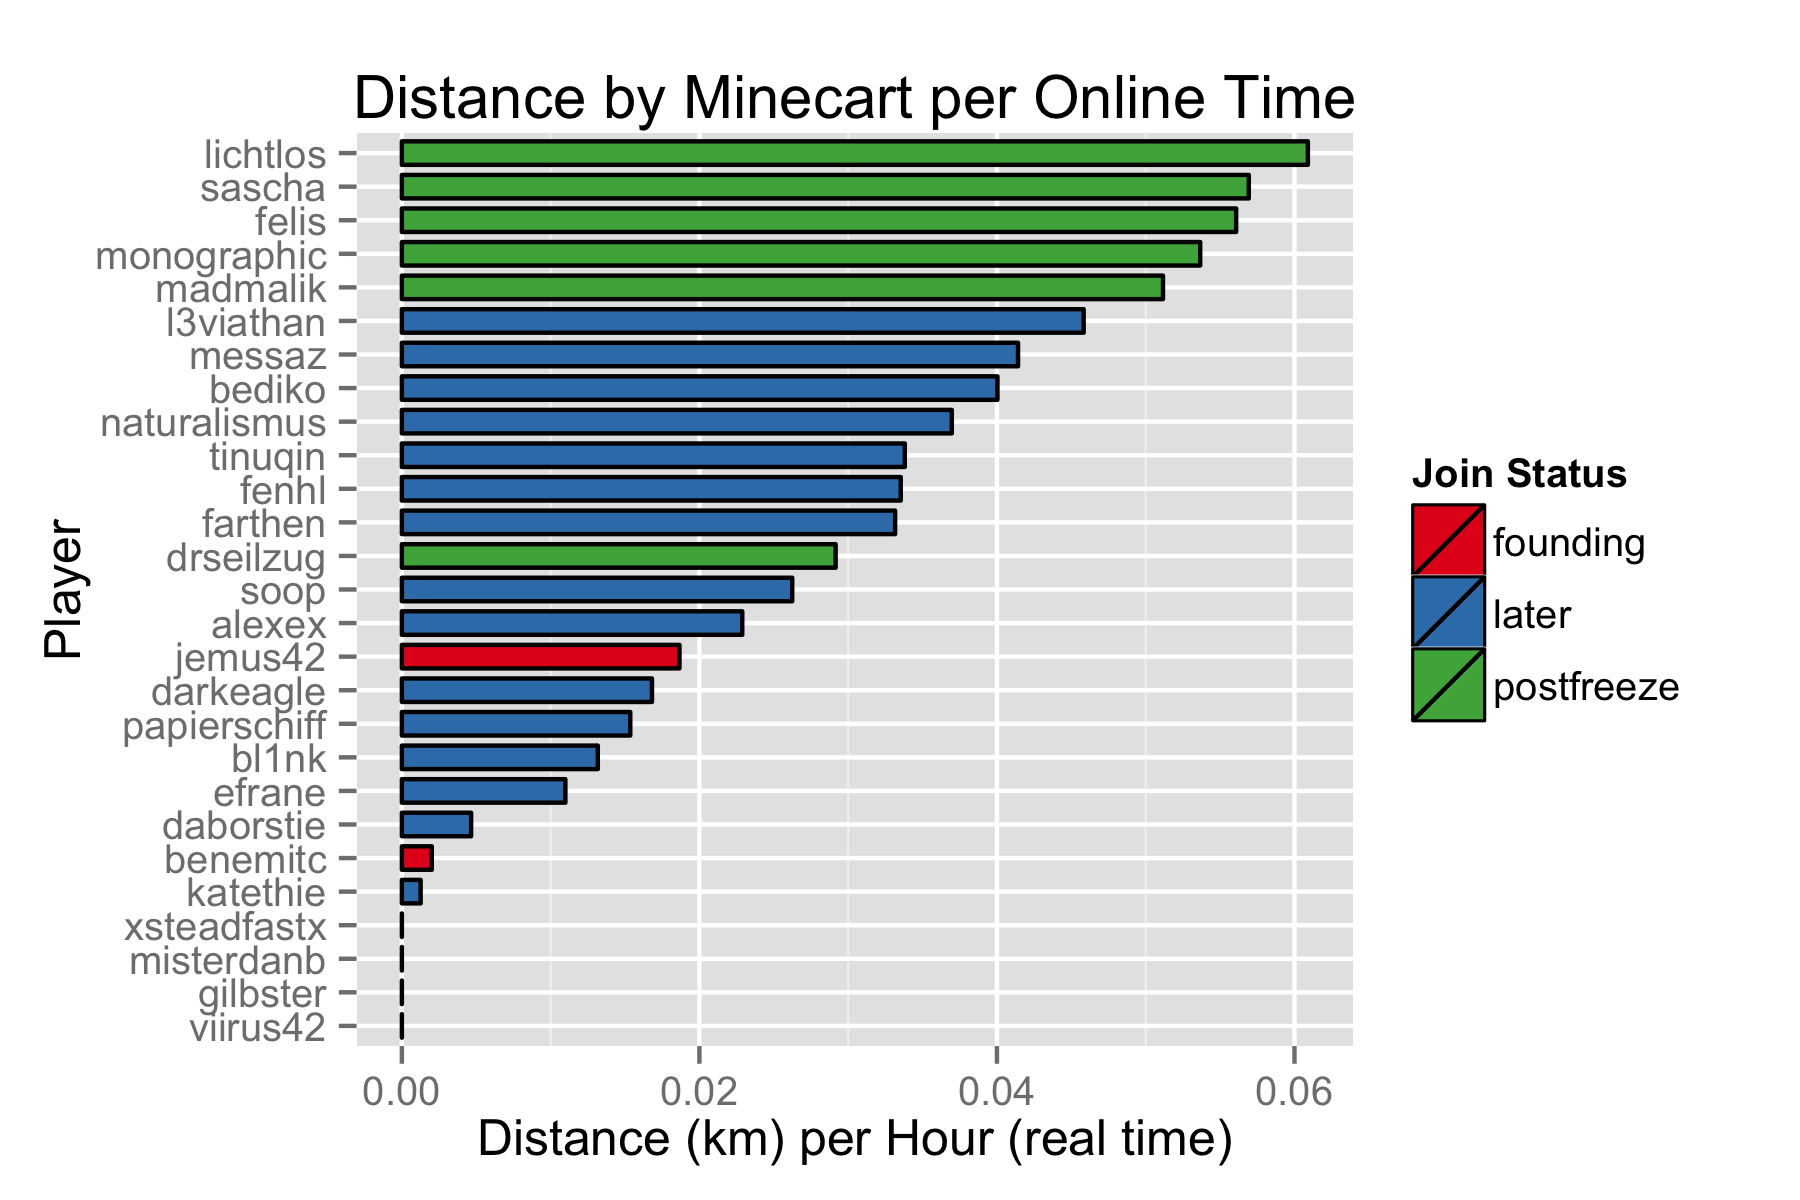 Distance by Minecart per Online Time
lichtlos
sascha
felis
monographic
madmalik
l3viathan
messaz
bediko
naturalismus
tinuqin
fenhl
farthen
drseilzug
soop
alexex
jemus42
darkeagle
papierschiff
bl1nk
efrane
daborstie
benemitc
katethie
xsteadfastx
misterdanb
gilbster
viirus42
Player
0.00 0.02 0.04 0.06
Distance (km) per Hour (real time)
Join Status
founding
later
postfreeze